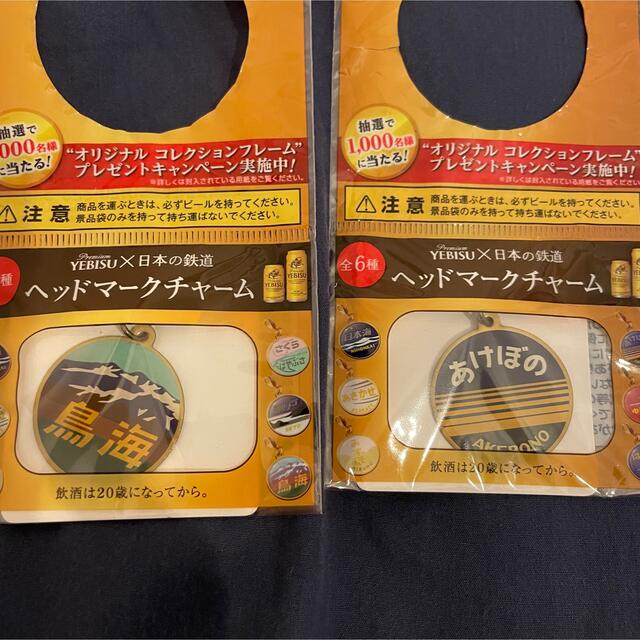 抽選で
000名様
に当たる!
“オリジナル コレクションフレーム”
プレゼントキャンペーン実施中!
※詳しくは封入されている用紙をご覧ください。
注意
商品を運ぶときは、必ずビールを持ってください。
景品袋のみを持って持ち運ばないでください。
種
Premium
YEBISU×日本の鉄道
ヘッドマークチャーム
YEBISU
鳥海
さくら
はやぶさ
鳥海
飲酒は20歳になってから。
抽選で
1,000名様
に当たる!
“オリジナル コレクションフレーム”
プレゼントキャンペーン実施中!
※詳しくは封入されている用紙をご覧ください。
注意
商品を運ぶときは、必ずビールを持ってください。
景品袋のみを持って持ち運ばないでください。
全6種
Premium
YEBISU×日本の鉄道
ヘッドマークチャーム
日本海
NIHONKAI
あさかぜ
あけぼの
AKEBONO
飲酒は20歳になってから。